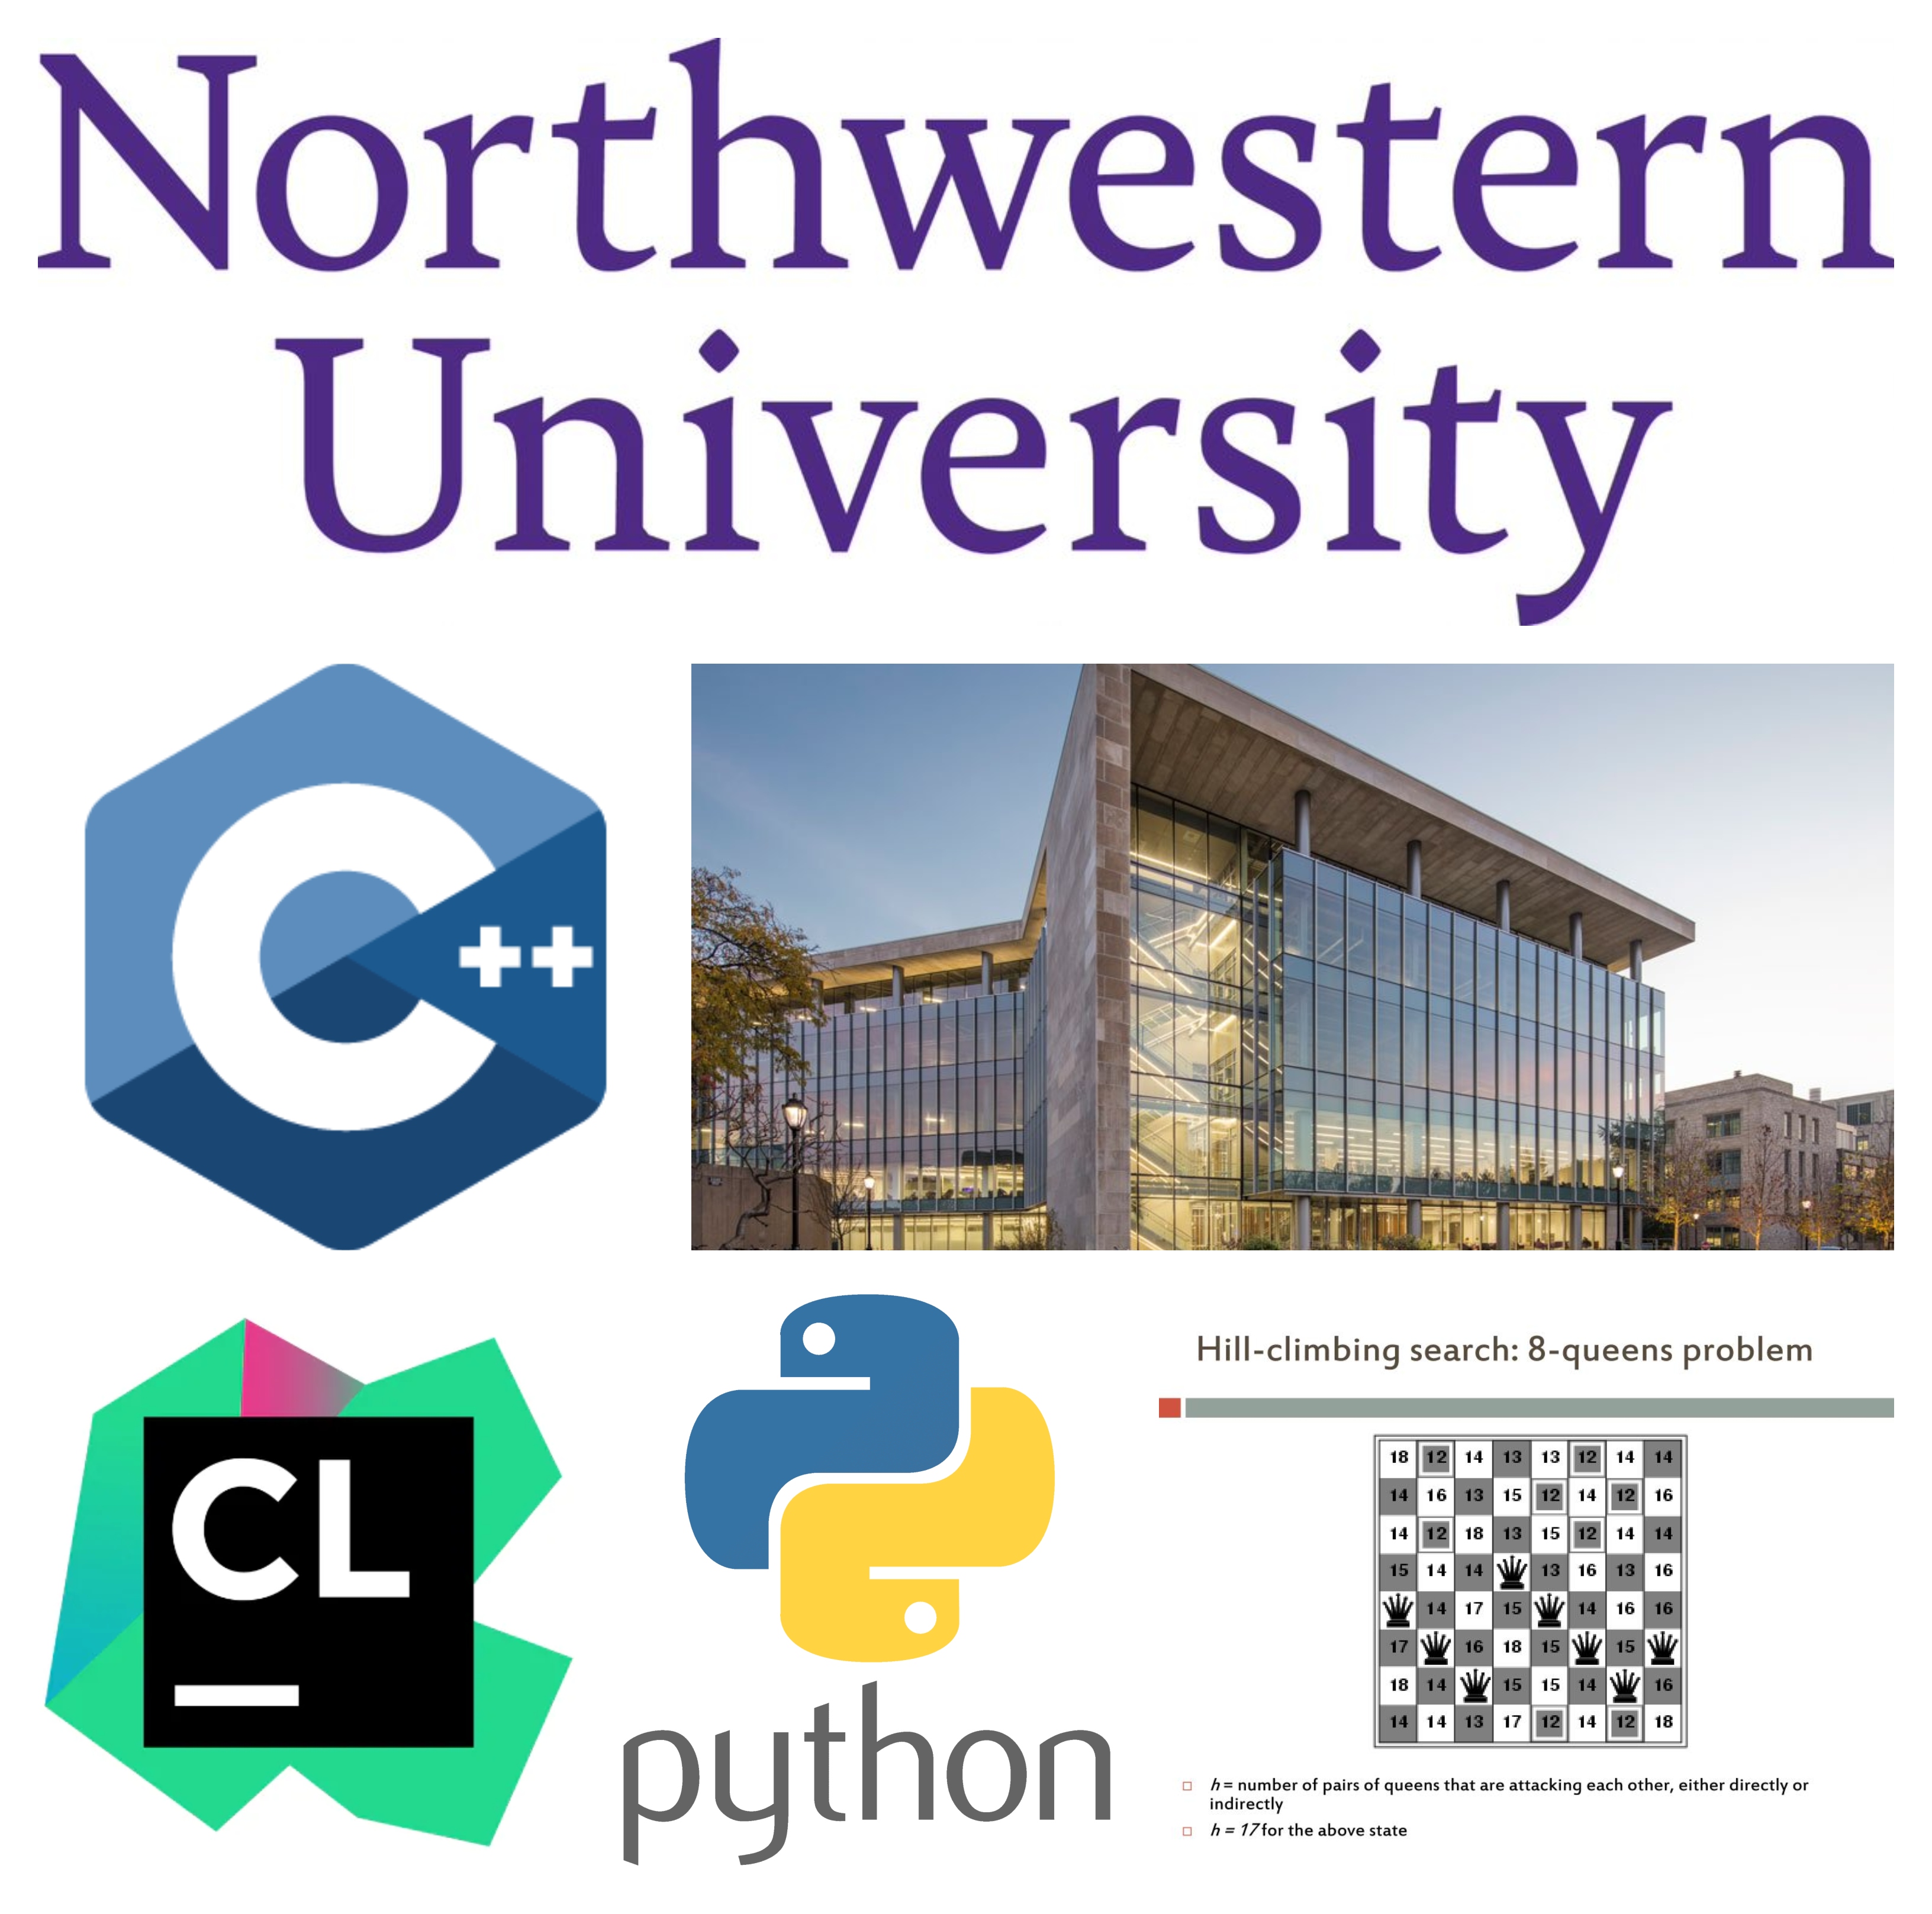 Northwestern
University
C++
CL
python
Hill-climbing search: 8-queens problem
18 12 14 13 13 12 14 14
14 16 13 15 12 14 12 16
14 12 18 13 15 12 14 14
15 14 14 13 16 13 16
14 17 15 14 16 16
17 16 18 15 15
18 14 15 15 14 16
14 14 13 17 12 14 12 18
h = number of pairs of queens that are attacking each other, either directly or
indirectly
h = 17 for the above state